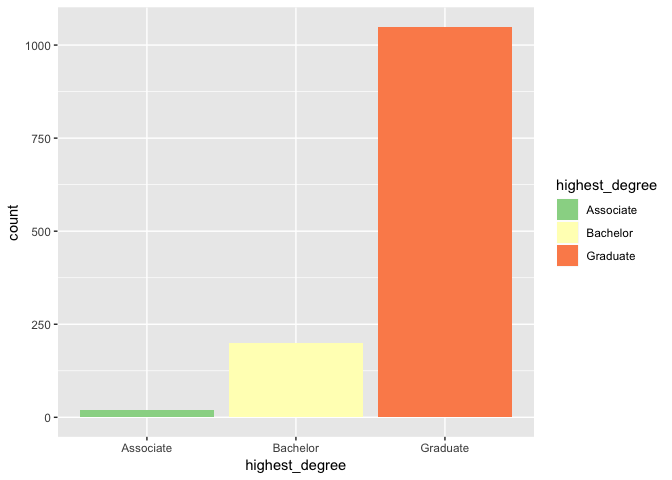 1000
750
500
250
0
count
Associate
Bachelor
Graduate
highest_degree
highest_degree
Associate
Bachelor
Graduate